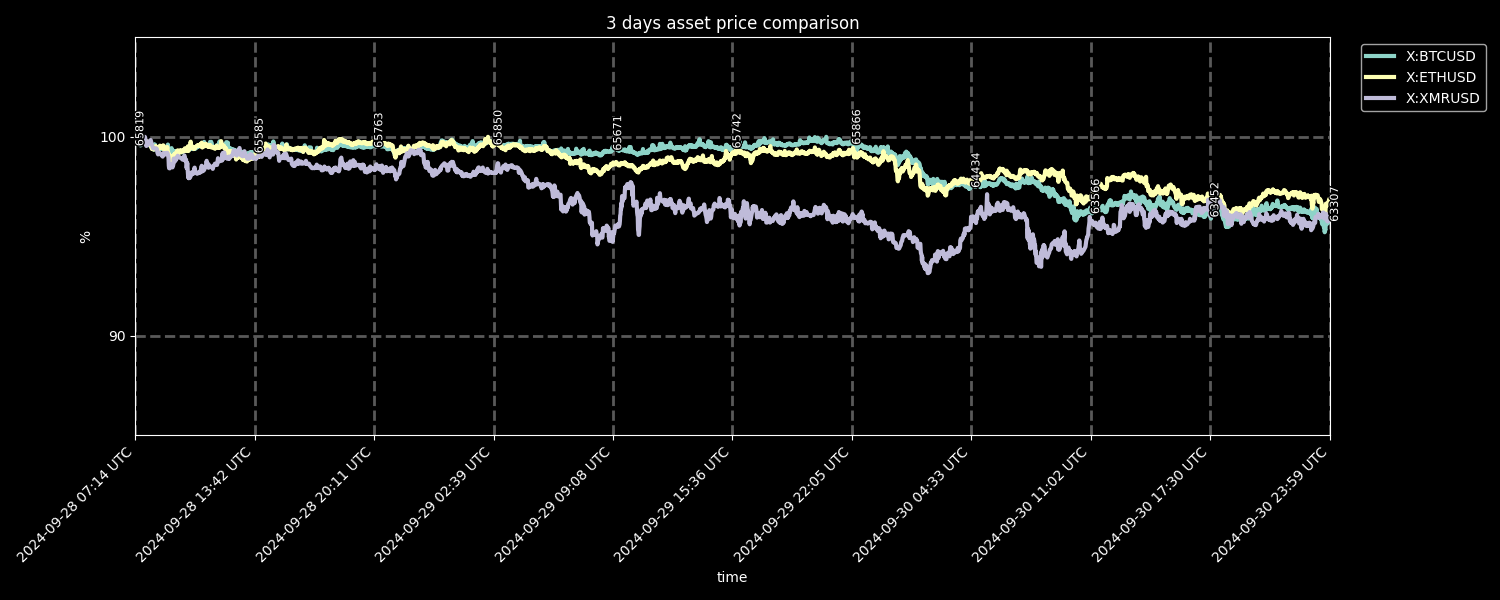 3 days asset price comparison
X:BTCUSD
X:ETHUSD
X:XMRUSD
100
90
%
65819
65585
65763
65850
65671
65742
65866
64434
63566
63452
63307
2024-09-28 07:14 UTC
2024-09-28 13:42 UTC
2024-09-28 20:11 UTC
2024-09-29 02:39 UTC
2024-09-29 09:08 UTC
2024-09-29 15:36 UTC
2024-09-29 22:05 UTC
2024-09-30 04:33 UTC
2024-09-30 11:02 UTC
2024-09-30 17:30 UTC
2024-09-30 23:59 UTC
time